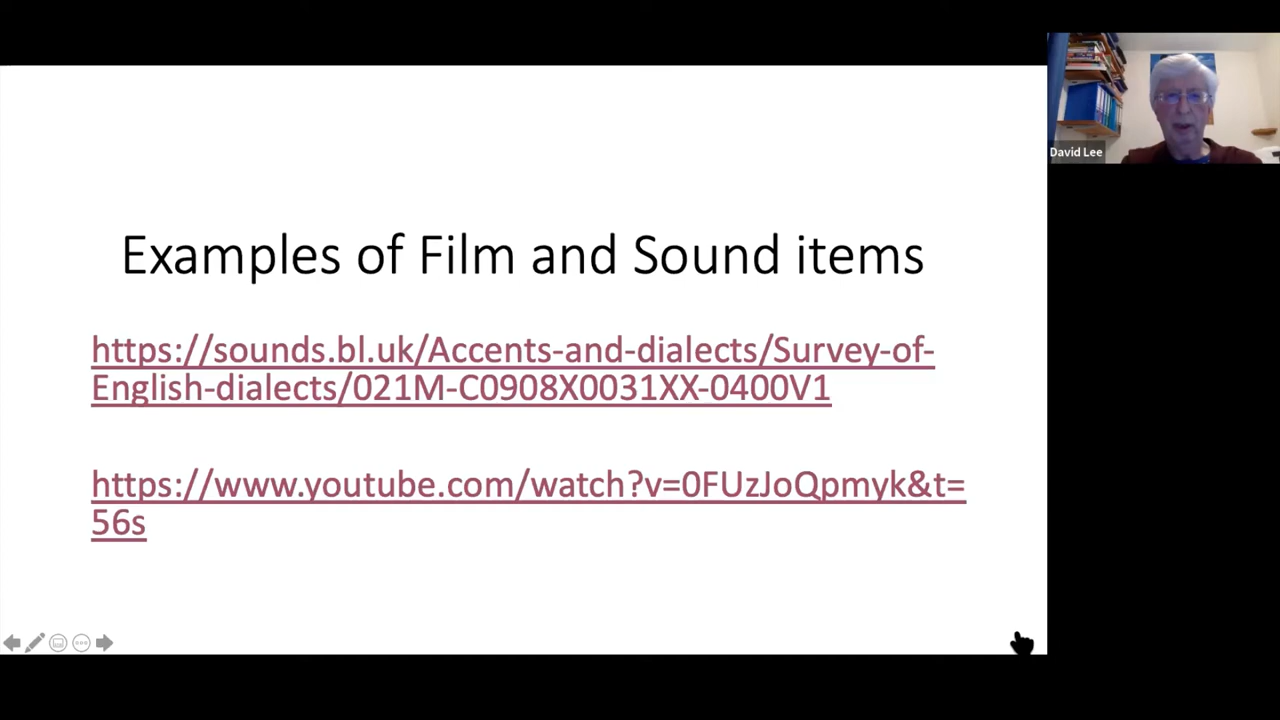 Examples of Film and Sound items
https://sounds.bl.uk/Accents-and-dialects/Survey-of-
English-dialects/021M-C0908X0031XX-0400V1
https://www.youtube.com/watch?v=0FUzJoQpmyk&t=
56s
David Lee